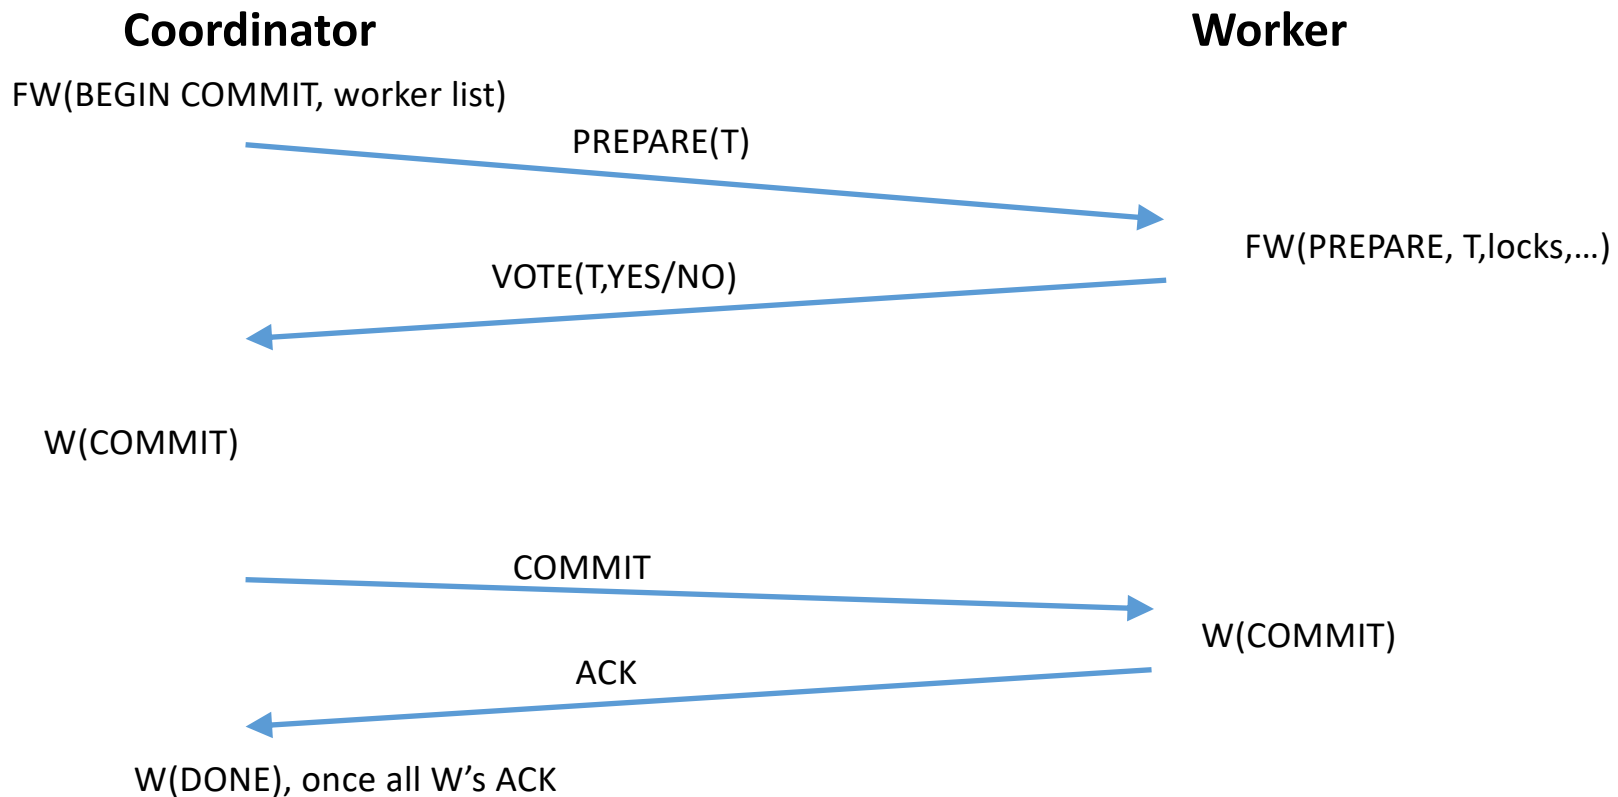 Coordinator
Worker
FW(BEGIN COMMIT, worker list)
PREPARE(T)
FW(PREPARE, T,locks,...)
VOTE(T,YES/NO)
W(COMMIT)
COMMIT
W(COMMIT)
ACK
W(DONE), once all W’s ACK